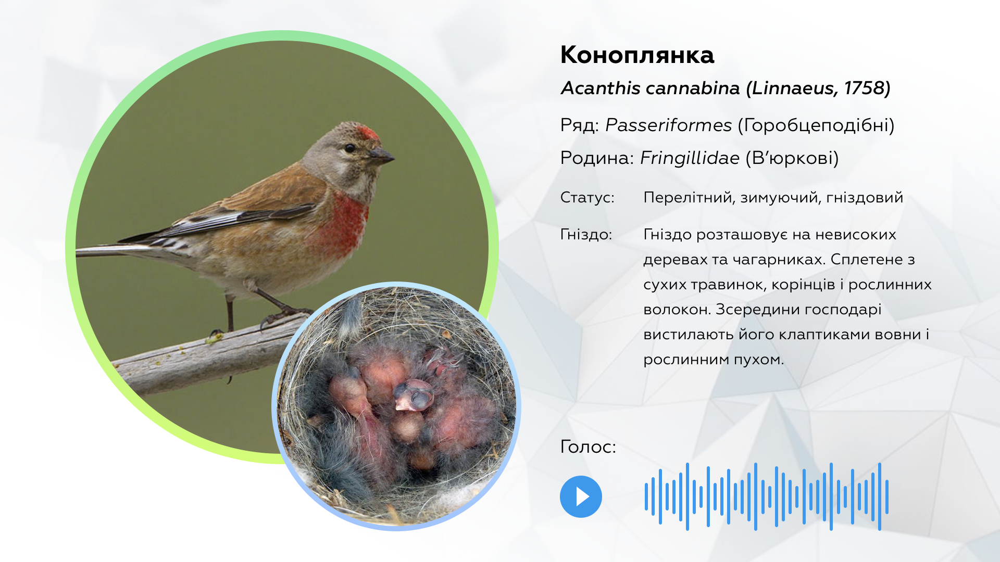 Коноплянка
Acanthis cannabina (Linnaeus, 1758)
Ряд: Passeriformes (Горобцеподібні)
Родина: Fringillidae (В’юркові)
Статус: Перелітний, зимуючий, гніздовий
Гніздо: Гніздо розташовує на невисоких
деревах та чагарниках. Сплетене з
сухих травинок, корінців і рослинних
волокон. Зсередини господарі
вистилають його клаптиками вовни і
рослинним пухом.
Голос: